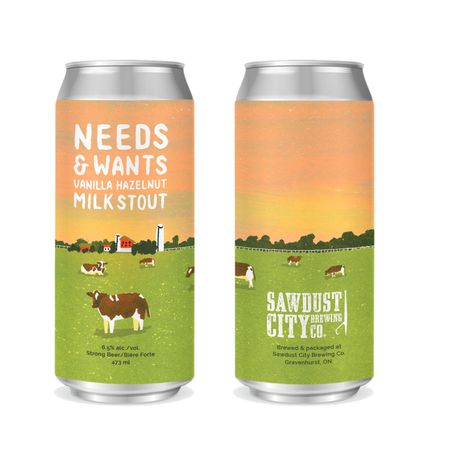 NEEDS
& WANTS
VANILLA HAZELNUT
MILK STOUT
6.5% alc./vol.
Strong Beer/Bière Forte
473 ml
SAWDUST
CITY BREWING
CO.
Brewed & packaged at
Sawdust City Brewing Co.
Gravenhurst, ON.